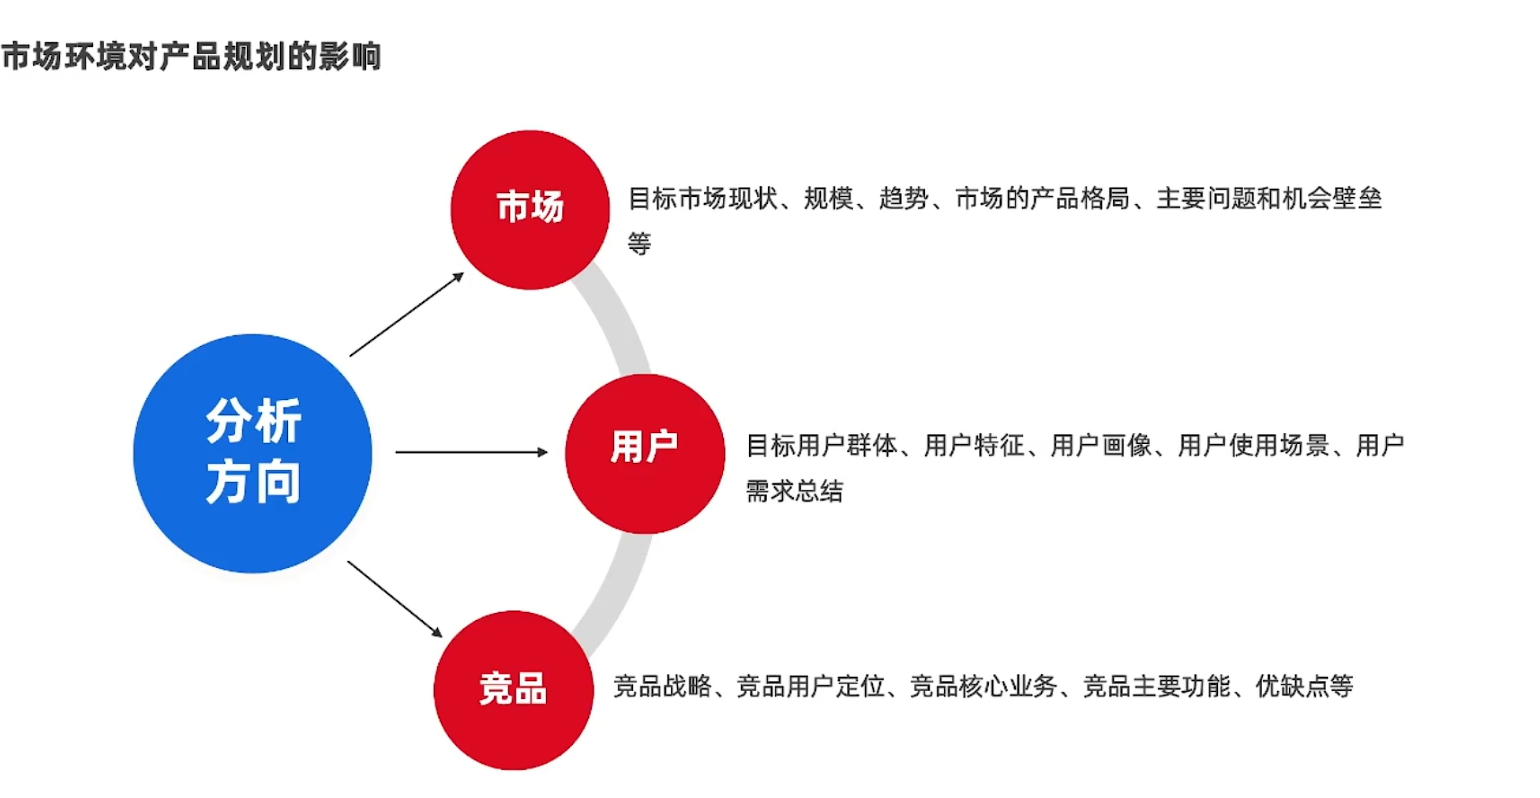 市场环境对产品规划的影响
市场
目标市场现状、规模、趋势、市场的产品格局、主要问题和机会壁垒
等
分析
方向
用户
目标用户群体、用户特征、用户画像、用户使用场景、用户
需求总结
竞品
竞品战略、竞品用户定位、竞品核心业务、竞品主要功能、优缺点等